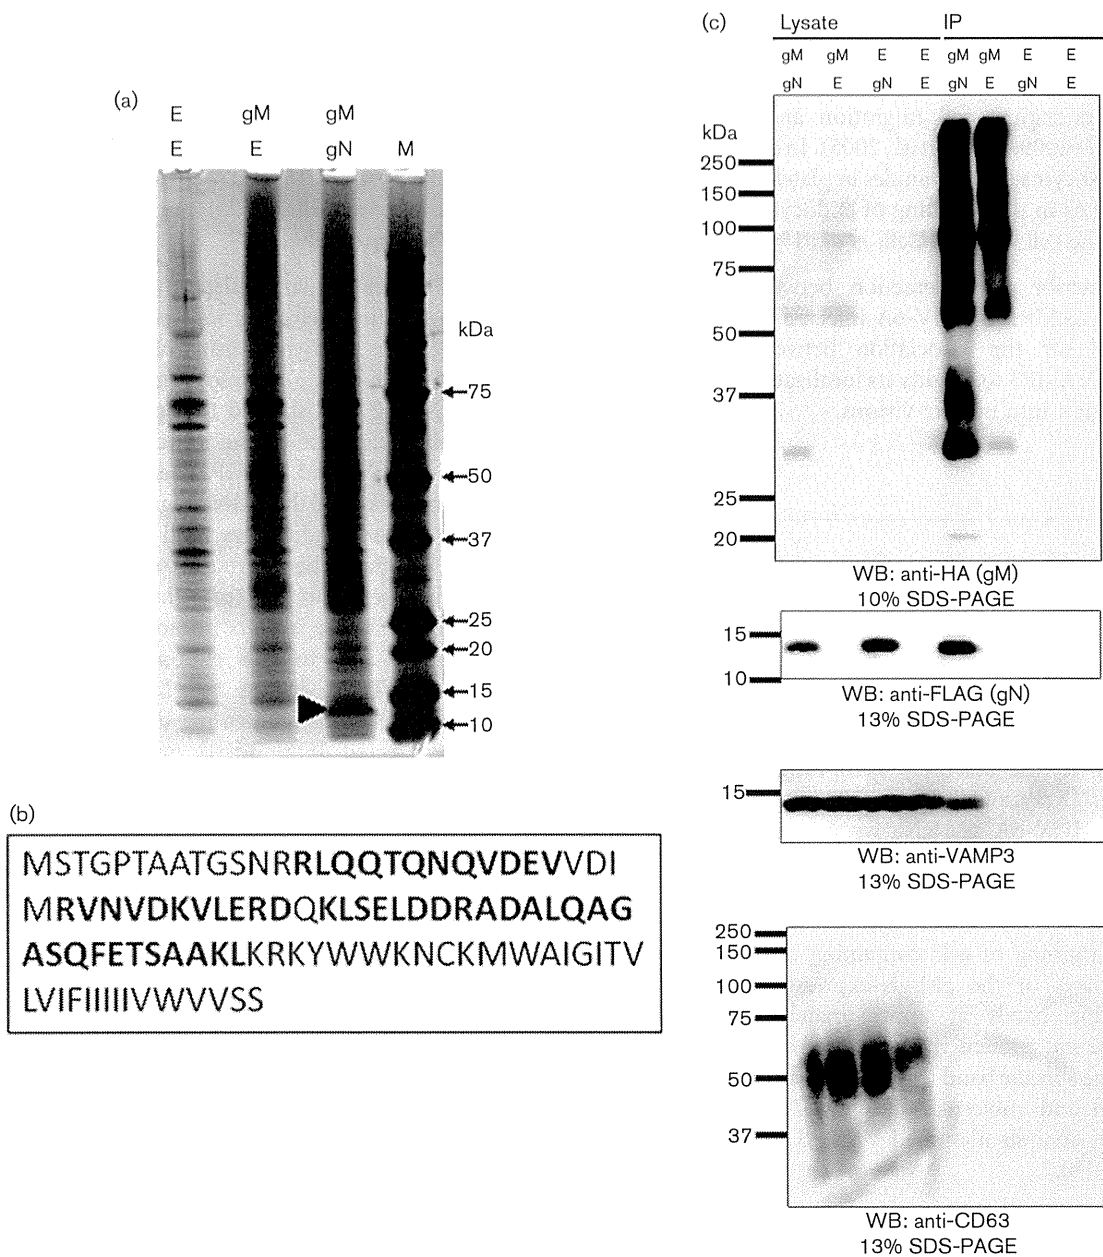 (a)
E gM gM
E E gN M
kDa
75
50
37
25
20
15
10
(b)
MSTGPTAATGSNRRLQQTQNQVDEVVDI
MRVNVDKVLERDQKLSELDDRADALQAG
ASQFETSAAKLKRKYWWKNCKMWAIGITV
LVIFIIIIIVWVVSS
(c)
Lysate IP
gM gM E E gM gM E E
gN E gN E gN E gN E
kDa
250
150
100
75
50
37
25
20
WB: anti-HA (gM)
10% SDS-PAGE
15
10
WB: anti-FLAG (gN)
13% SDS-PAGE
15
WB: anti-VAMP3
13% SDS-PAGE
250
150
100
75
50
37
WB: anti-CD63
13% SDS-PAGE